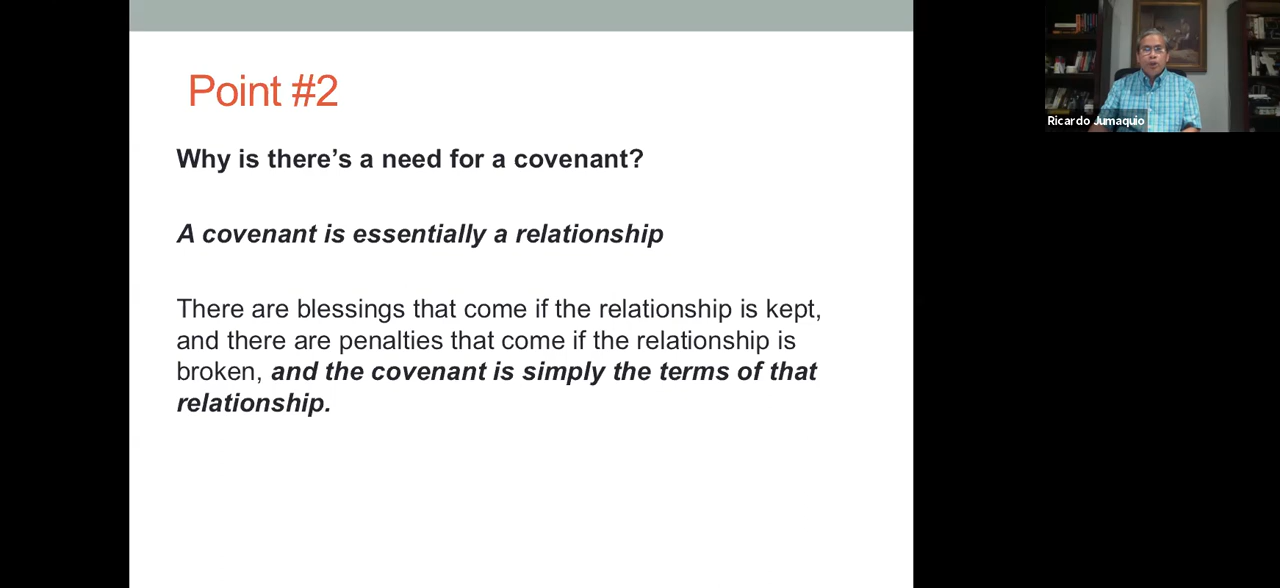 Point #2
Why is there’s a need for a covenant?
A covenant is essentially a relationship
There are blessings that come if the relationship is kept,
and there are penalties that come if the relationship is
broken, and the covenant is simply the terms of that
relationship.
Ricardo Jumaquio